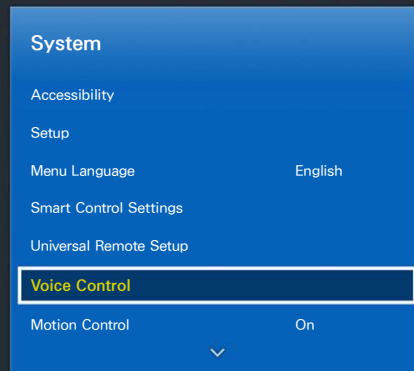 System
Accessibility
Setup
Menu Language English
Smart Control Settings
Universal Remote Setup
Voice Control
Motion Control On